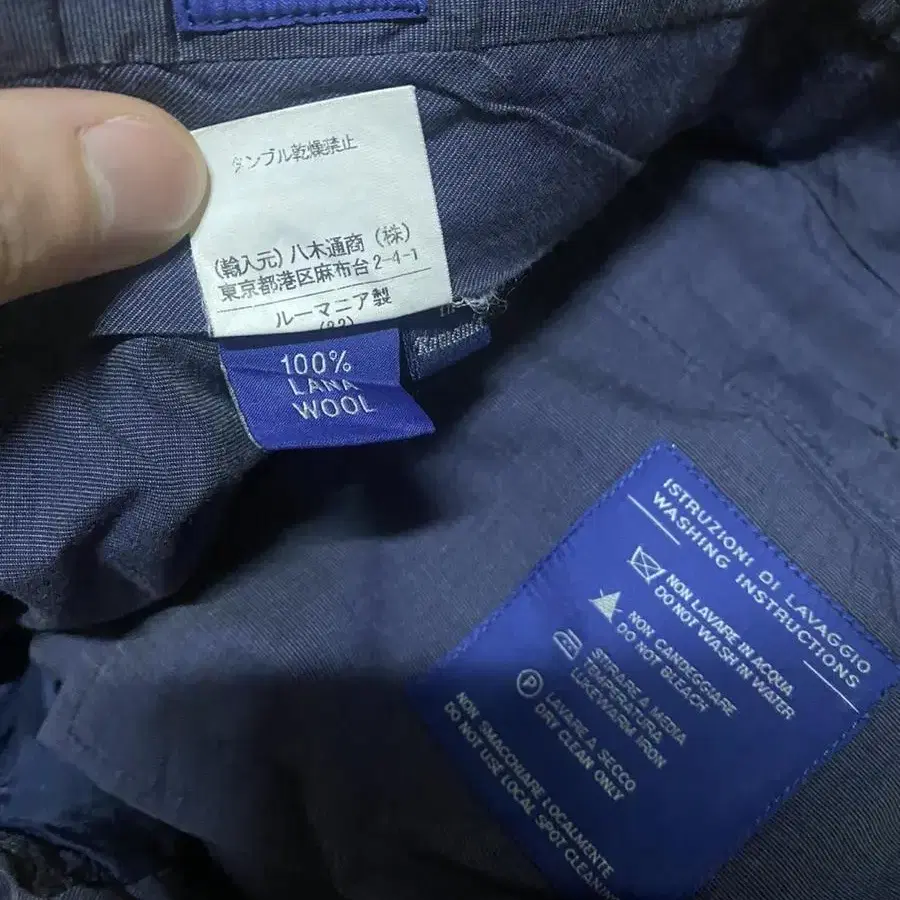 タンブル乾燥禁止
(輸入元) 八木通商 (株)
東京都港区麻布台2-4-1
ルーマニア製
(22)
Romania
100%
LANA
WOOL
ISTRUZIONI DI LAVAGGIO
WASHING INSTRUCTIONS
NON LAVARE IN ACQUA
DO NOT WASH IN WATER
NON CANDEGGIARE
DO NOT BLEACH
STIRARE A MEDIA
TEMPERATURA
LUKEWARM IRON
P
LAVARE A SECCO
DRY CLEAN ONLY
NON SMACCHIARE LOCALMENTE
DO NOT USE LOCAL SPOT CLEANING